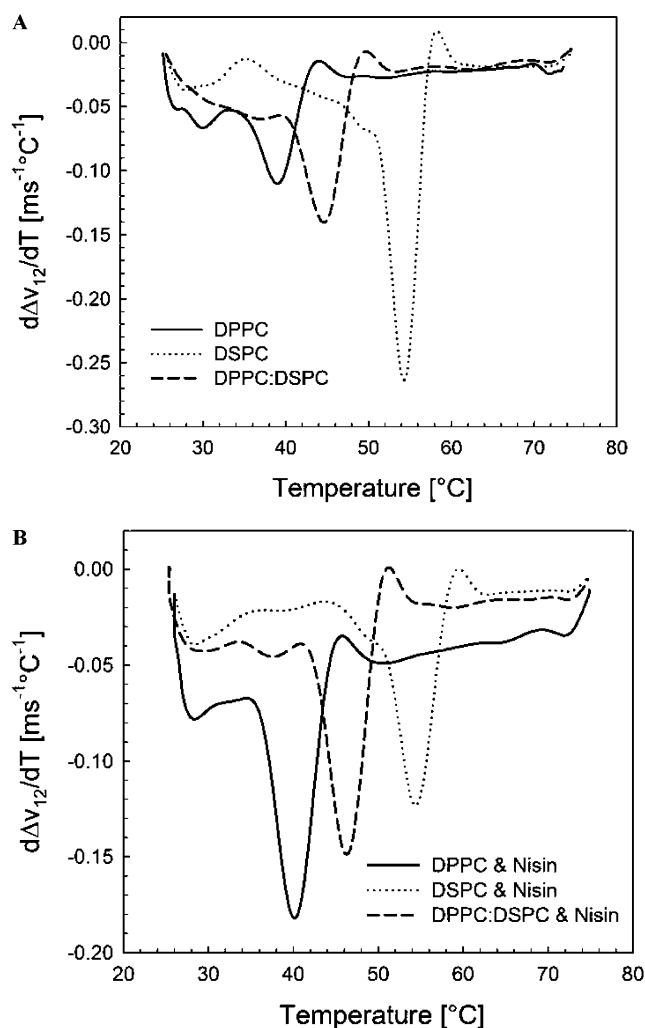 A
0.00
-0.05
-0.10
-0.15
-0.20
-0.25
-0.30
dΔv₁₂/dT [ms⁻¹°C⁻¹]
DPPC
DSPC
DPPC:DSPC
20 30 40 50 60 70 80
Temperature [°C]
B
0.00
-0.05
-0.10
-0.15
-0.20
dΔv₁₂/dT [ms⁻¹°C⁻¹]
DPPC & Nisin
DSPC & Nisin
DPPC:DSPC & Nisin
20 30 40 50 60 70 80
Temperature [°C]